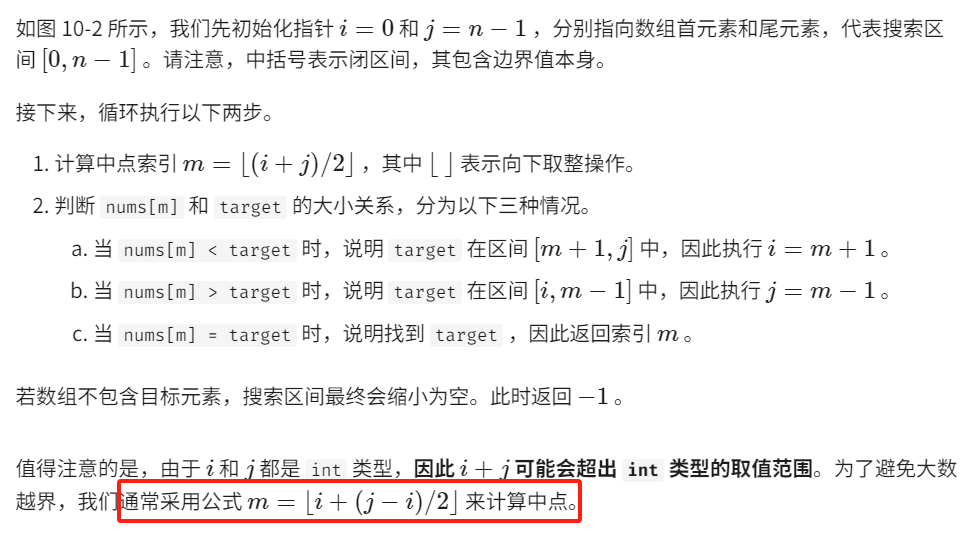 如图 10-2 所示，我们先初始化指针 i = 0 和 j = n − 1 ，分别指向数组首元素和尾元素，代表搜索区
间 [0, n − 1] 。请注意，中括号表示闭区间，其包含边界值本身。
接下来，循环执行以下两步。
1. 计算中点索引 m = ⌊(i + j)/2⌋ ，其中 ⌊ ⌋ 表示向下取整操作。
2. 判断 nums[m] 和 target 的大小关系，分为以下三种情况。
a. 当 nums[m] < target 时，说明 target 在区间 [m + 1, j] 中，因此执行 i = m + 1 。
b. 当 nums[m] > target 时，说明 target 在区间 [i, m − 1] 中，因此执行 j = m − 1 。
c. 当 nums[m] = target 时，说明找到 target ，因此返回索引 m 。
若数组不包含目标元素，搜索区间最终会缩小为空。此时返回 −1 。
值得注意的是，由于 i 和 j 都是 int 类型，因此 i + j 可能会超出 int 类型的取值范围。为了避免大数
越界，我们通常采用公式 m = ⌊i + (j − i)/2⌋ 来计算中点。